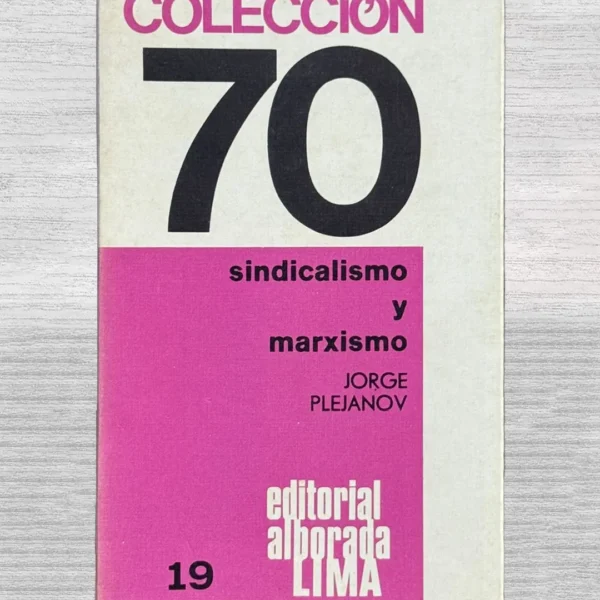 COLECCIÓN
70
sindicalismo
y
marxismo
JORGE
PLEJANOV
editorial
alborada
LIMA
19